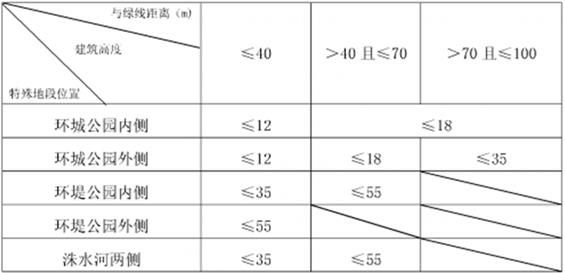 与绿线距离（m）
建筑高度
特殊地段位置
≤40
>40 且≤70
>70 且≤100
环城公园内侧
≤12
≤18
环城公园外侧
≤12
≤18
≤35
环堤公园内侧
≤35
≤55
环堤公园外侧
≤55
洙水河两侧
≤35
≤55